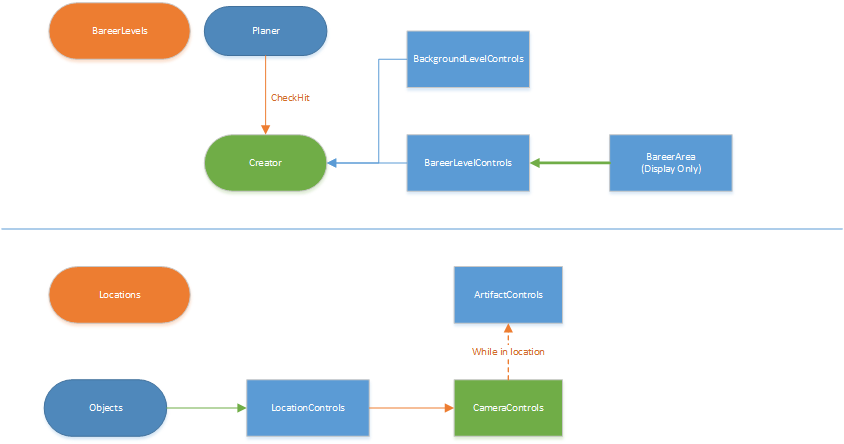 BareerLevels
Planer
BackgroundLevelControls
CheckHit
Creator
BareerLevelControls
BareerArea
(Display Only)
Locations
ArtifactControls
While in location
Objects
LocationControls
CameraControls